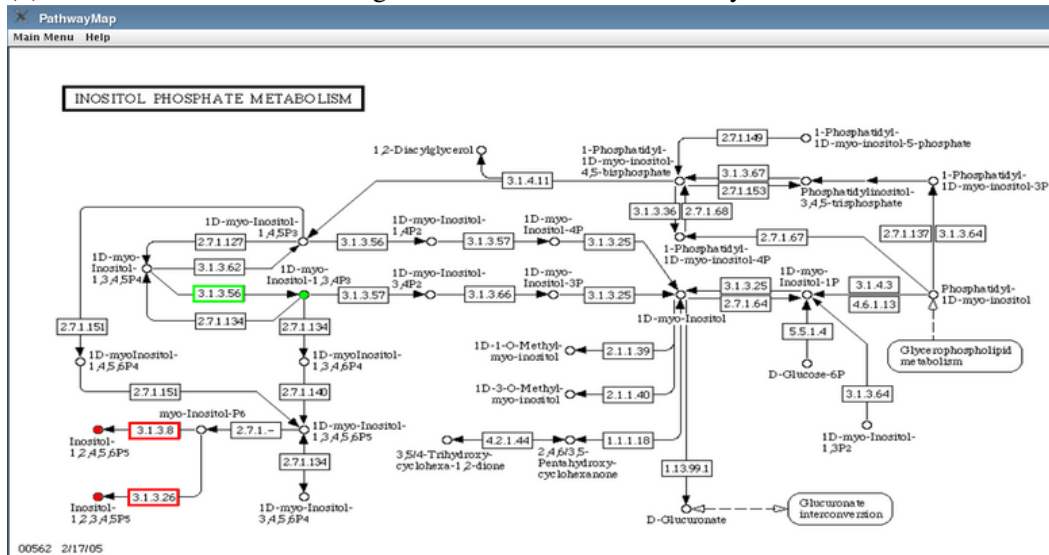 PathwayMap
Main Menu Help
INOSITOL PHOSPHATE METABOLISM
1,2-Diacylglycerol
3.1.4.11
1-Phosphatidyl-
1D-myo-inositol-
4,5-bisphosphate
2.7.1.149
1-Phosphatidyl-
1D-myo-inositol-5-phosphate
3.1.3.67
2.7.1.153
Phosphatidylinositol-
3,4,5-trisphosphate
1-Phosphatidyl-
1D-myo-inositol-3P
3.1.3.36
2.7.1.68
1-Phosphatidyl-
1D-myo-inositol-4P
2.7.1.67
2.7.1.137
3.1.3.64
1D-myo-Inositol-
1,4,5P3
2.7.1.127
3.1.3.62
1D-myo-
Inositol-
1,3,4,5P4
3.1.3.56
1D-myo-Inositol-
1,4P2
3.1.3.57
1D-myo-
Inositol-4P
3.1.3.25
3.1.3.56
1D-myo-
Inositol-1,3,4P3
3.1.3.57
1D-myo-Inositol-
3,4P2
3.1.3.66
1D-myo-
Inositol-3P
3.1.3.25
1D-myo-Inositol
3.1.3.25
2.7.1.64
1D-myo-
Inositol-1P
3.1.4.3
4.6.1.13
Phosphatidyl-
1D-myo-inositol
2.7.1.134
2.7.1.151
2.7.1.134
1D-myoInositol-
1,4,5,6P4
1D-myoInositol-
1,3,4,6P4
2.7.1.151
2.7.1.140
1D-1-O-Methyl-
myo-inositol
2.1.1.39
1D-3-O-Methyl-
myo-inositol
2.1.1.40
5.5.1.4
D-Glucose-6P
Glycerophospholipid
metabolism
3.1.3.64
1D-myo-Inositol-
1,3P2
myo-Inositol-P6
3.1.3.8
2.7.1.-
Inositol-
1,2,4,5,6P5
1D-myo-Inositol-
1,3,4,5,6P5
2.7.1.134
3.1.3.26
Inositol-
1,2,3,4,5P5
1D-myo-Inositol-
3,4,5,6P4
4.2.1.44
1.1.1.18
3,5/4-Trihydroxy-
cyclohexa-1,2-dione
2,4,6/3,5-
Pentahydroxy-
cyclohexanone
1.13.99.1
D-Glucuronate
Glucuronate
interconversion
00562 2/17/05